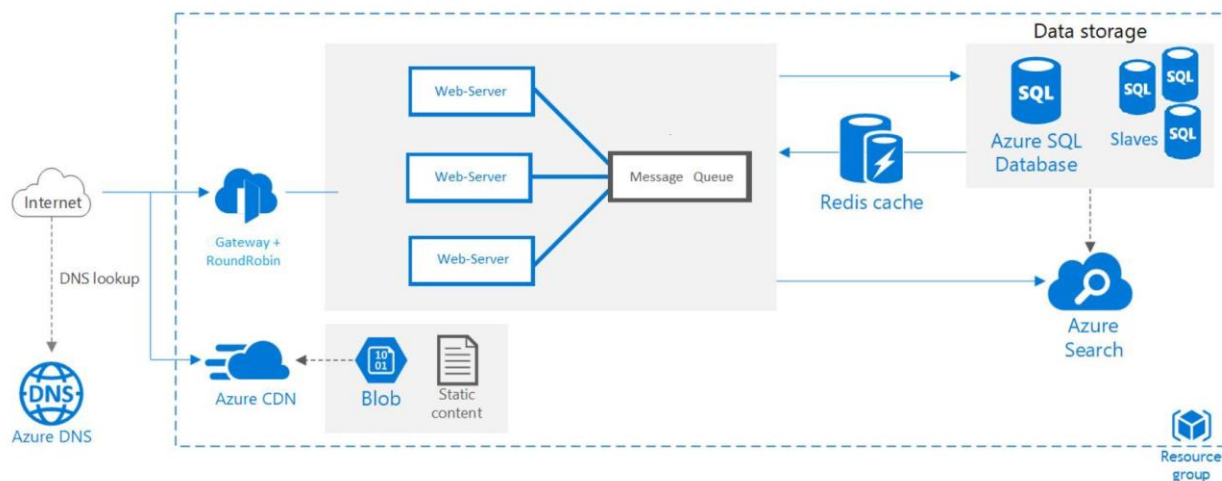 Data storage
Web-Server
SQL
SQL
SQL
SQL
Azure SQL
Database
Slaves
Web-Server
Message Queue
Redis cache
Internet
Gateway +
RoundRobin
Web-Server
DNS lookup
Azure
Search
10
01
DNS
Azure CDN
Blob
Static
content
Azure DNS
Resource
group